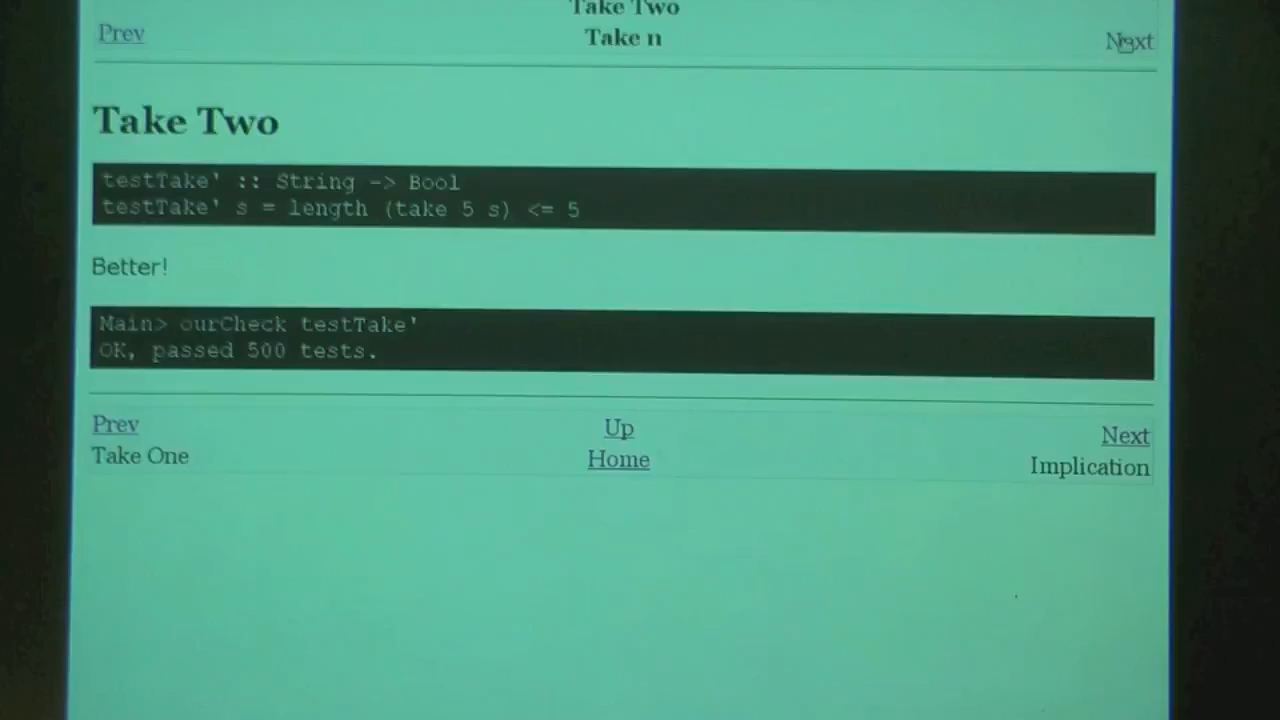 Take Two
Prev Take n Next
Take Two
testTake' :: String -> Bool
testTake' s = length (take 5 s) <= 5
Better!
Main> ourCheck testTake'
OK, passed 500 tests.
Prev Up Next
Take One Home Implication